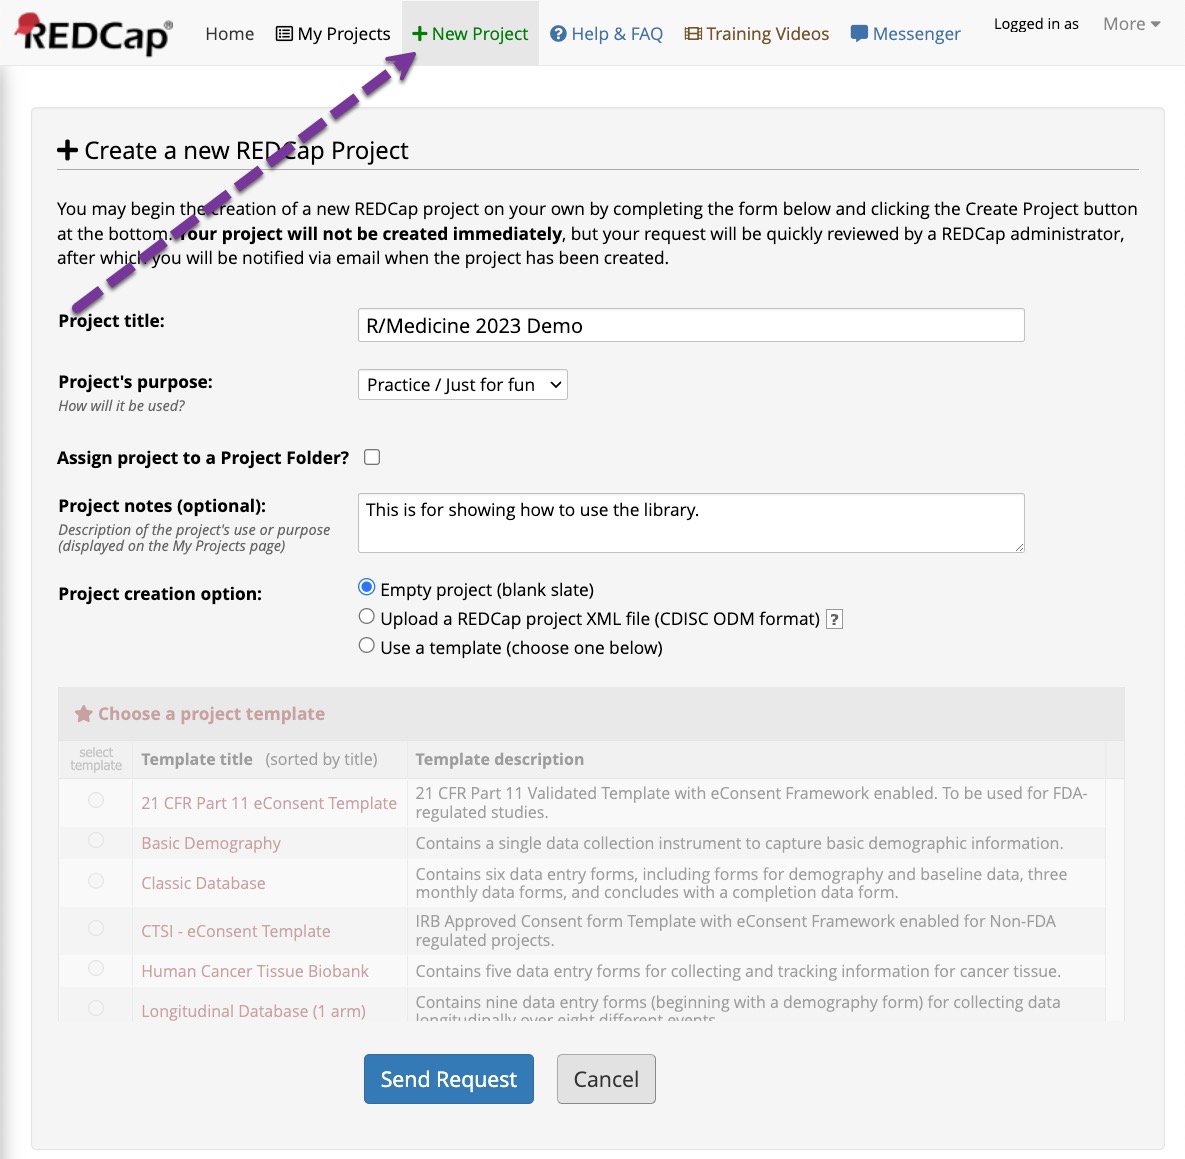 REDCap®
Home My Projects New Project Help & FAQ Training Videos Messenger Logged in as More
Create a new REDCap Project
You may begin the creation of a new REDCap project on your own by completing the form below and clicking the Create Project button
at the bottom. Your project will not be created immediately, but your request will be quickly reviewed by a REDCap administrator,
after which you will be notified via email when the project has been created.
Project title:
R/Medicine 2023 Demo
Project's purpose:
How will it be used?
Practice / Just for fun
Assign project to a Project Folder?
Project notes (optional):
Description of the project's use or purpose
(displayed on the My Projects page)
This is for showing how to use the library.
Project creation option:
Empty project (blank slate)
Upload a REDCap project XML file (CDISC ODM format) ?
Use a template (choose one below)
Choose a project template
select
template
Template title (sorted by title)
Template description
21 CFR Part 11 eConsent Template
21 CFR Part 11 Validated Template with eConsent Framework enabled. To be used for FDA-
regulated studies.
Basic Demography
Contains a single data collection instrument to capture basic demographic information.
Classic Database
Contains six data entry forms, including forms for demography and baseline data, three
monthly data forms, and concludes with a completion data form.
CTSI - eConsent Template
IRB Approved Consent form Template with eConsent Framework enabled for Non-FDA
regulated projects.
Human Cancer Tissue Biobank
Contains five data entry forms for collecting and tracking information for cancer tissue.
Longitudinal Database (1 arm)
Contains nine data entry forms (beginning with a demography form) for collecting data
longitudinally over eight different events.
Send Request
Cancel